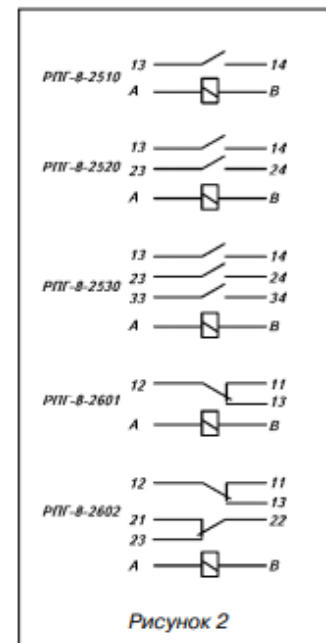 13 14
РПГ-8-2510
А В
13 14
РПГ-8-2520 23 24
А В
13 14
23 24
РПГ-8-2530
33 34
А В
12 11
13
РПГ-8-2601
А В
12 11
13
РПГ-8-2602 21 22
23
А В
Рисунок 2